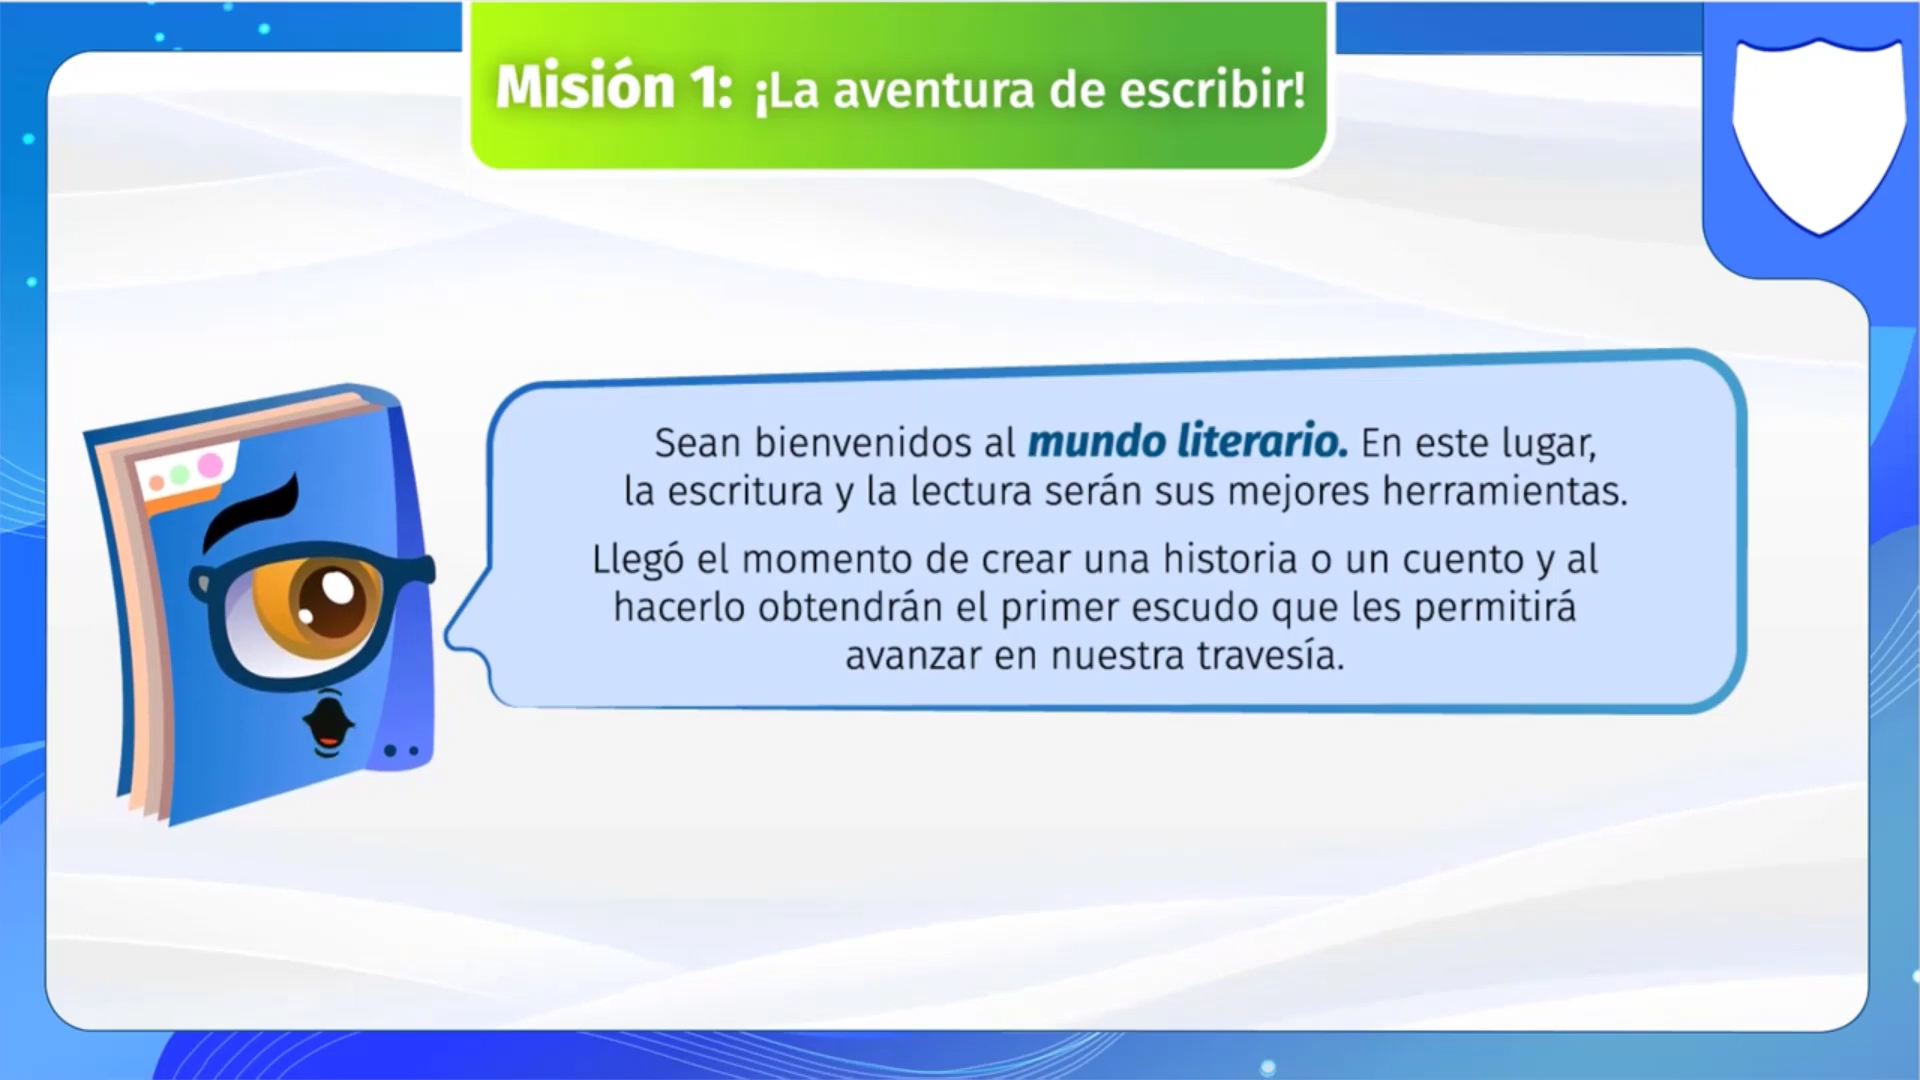 Misión 1: ¡La aventura de escribir!
Sean bienvenidos al mundo literario. En este lugar,
la escritura y la lectura serán sus mejores herramientas.
Llegó el momento de crear una historia o un cuento y al
hacerlo obtendrán el primer escudo que les permitirá
avanzar en nuestra travesía.